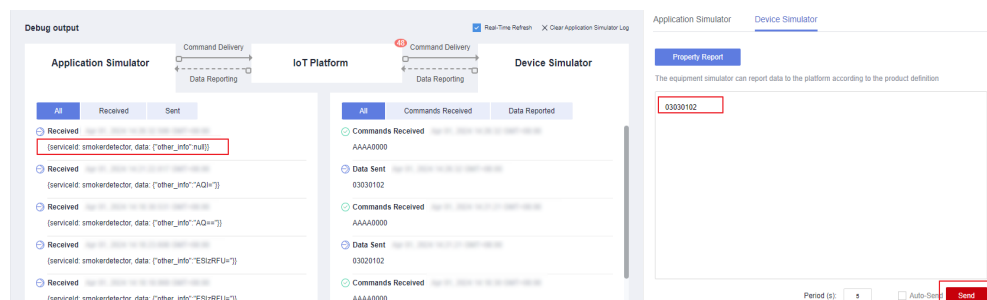 Debug output
Real-Time Refresh
Clear Application Simulator Log
Application Simulator
Command Delivery
Data Reporting
IoT Platform
48
Command Delivery
Data Reporting
Device Simulator
All Received Sent
Received
{serviceId: smokerdetector, data: {"other_info":null}}
Received
{serviceId: smokerdetector, data: {"other_info":"AQI="}}
Received
{serviceId: smokerdetector, data: {"other_info":"AQ=="}}
Received
{serviceId: smokerdetector, data: {"other_info":"ESIzRFU="}}
Received
{serviceId: smokerdetector, data: {"other_info":"ESIzRFU="}}
All Commands Received Data Reported
Commands Received
AAAA0000
Data Sent
03030102
Commands Received
AAAA0000
Data Sent
03020102
Commands Received
AAAA0000
Application Simulator Device Simulator
Property Report
The equipment simulator can report data to the platform according to the product definition
03030102
Period (s): 5 Auto-Send Send